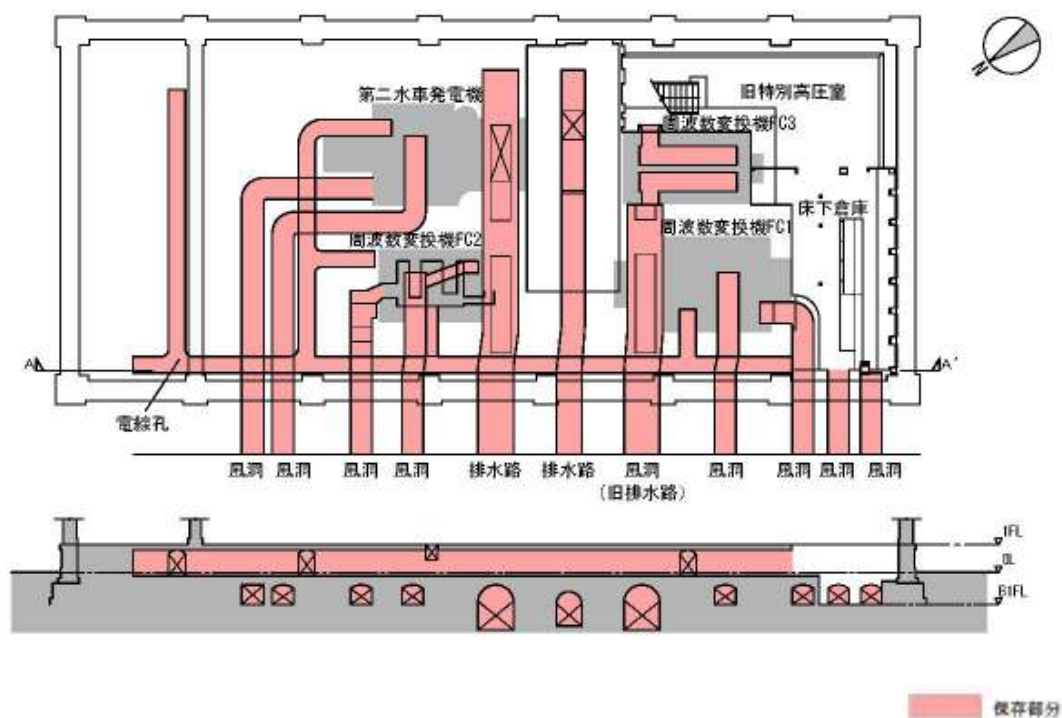 N
第二水車発電機
旧特別高圧室
周波数変換機FC3
床下倉庫
周波数変換機FC1
周波数変換機FC2
A
A'
電線孔
風洞 風洞 風洞 風洞 排水路 排水路 風洞 風洞 風洞 風洞 風洞
(旧排水路)
1FL
GL
B1FL
保存部分